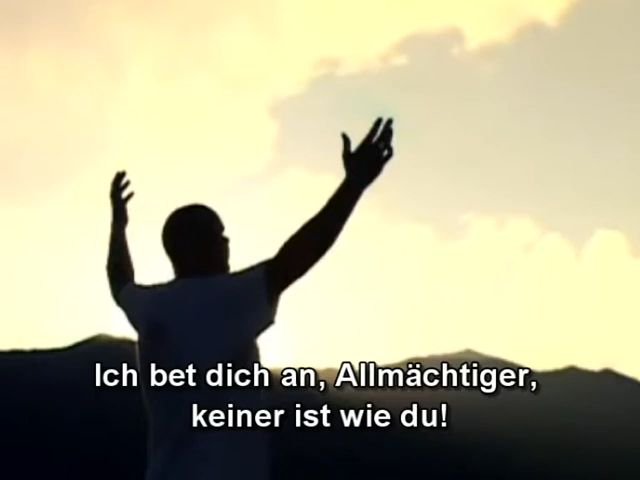 Ich bet dich an, Allmächtiger,
keiner ist wie du!